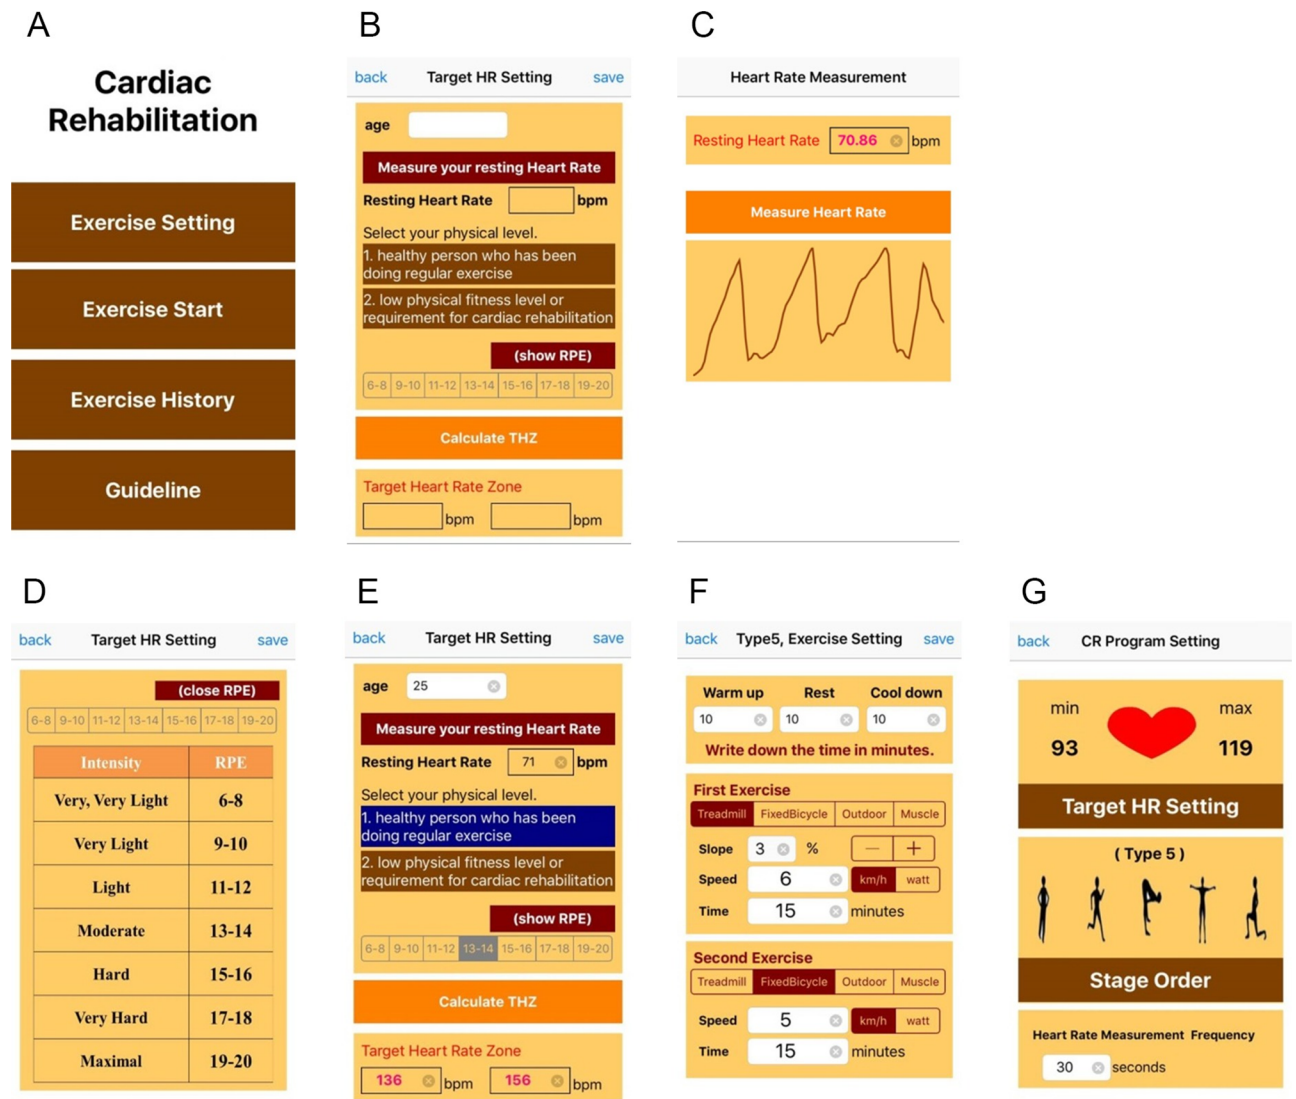 A
Cardiac
Rehabilitation
Exercise Setting
Exercise Start
Exercise History
Guideline
B
back Target HR Setting save
age
Measure your resting Heart Rate
Resting Heart Rate bpm
Select your physical level.
1. healthy person who has been
doing regular exercise
2. low physical fitness level or
requirement for cardiac rehabilitation
(show RPE)
6-8 9-10 11-12 13-14 15-16 17-18 19-20
Calculate THZ
Target Heart Rate Zone
bpm bpm
C
Heart Rate Measurement
Resting Heart Rate 70.86 bpm
Measure Heart Rate
D
back Target HR Setting save
(close RPE)
6-8 9-10 11-12 13-14 15-16 17-18 19-20
Intensity RPE
Very, Very Light 6-8
Very Light 9-10
Light 11-12
Moderate 13-14
Hard 15-16
Very Hard 17-18
Maximal 19-20
E
back Target HR Setting save
age 25
Measure your resting Heart Rate
Resting Heart Rate 71 bpm
Select your physical level.
1. healthy person who has been
doing regular exercise
2. low physical fitness level or
requirement for cardiac rehabilitation
(show RPE)
6-8 9-10 11-12 13-14 15-16 17-18 19-20
Calculate THZ
Target Heart Rate Zone
136 bpm 156 bpm
F
back Type5, Exercise Setting save
Warm up Rest Cool down
10 10 10
Write down the time in minutes.
First Exercise
Treadmill FixedBicycle Outdoor Muscle
Slope 3 % — +
Speed 6 km/h watt
Time 15 minutes
Second Exercise
Treadmill FixedBicycle Outdoor Muscle
Speed 5 km/h watt
Time 15 minutes
G
back CR Program Setting
min max
93 119
Target HR Setting
( Type 5 )
Stage Order
Heart Rate Measurement Frequency
30 seconds